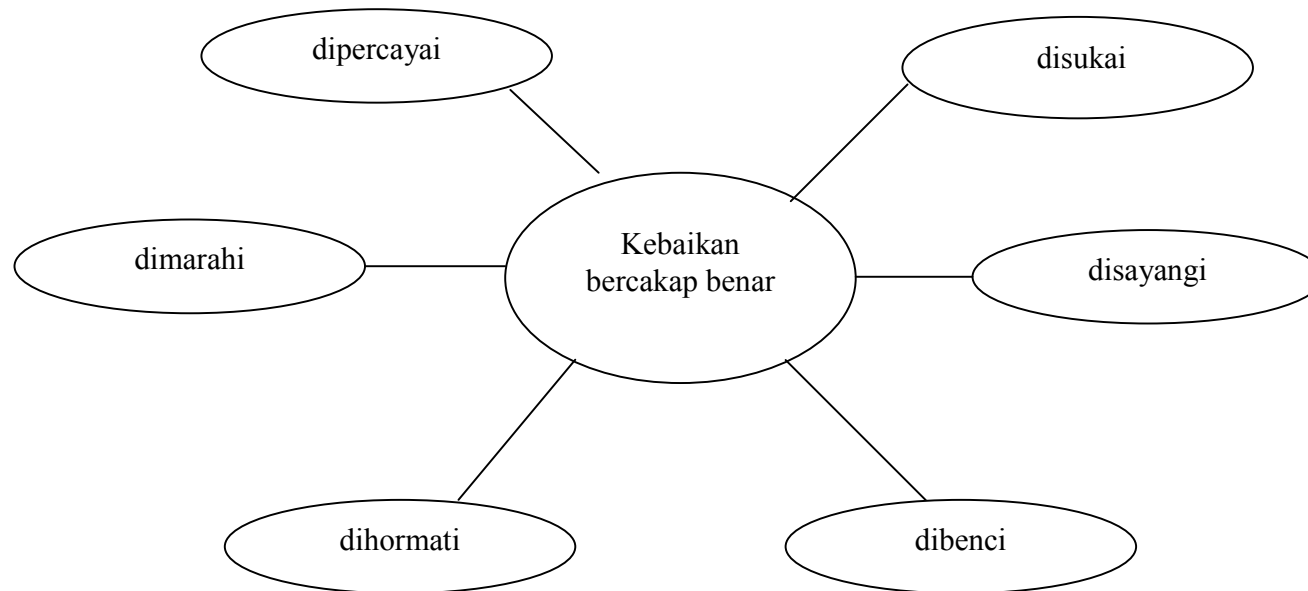 dipercayai
disukai
Kebaikan
bercakap benar
dimarahi
disayangi
dihormati
dibenci